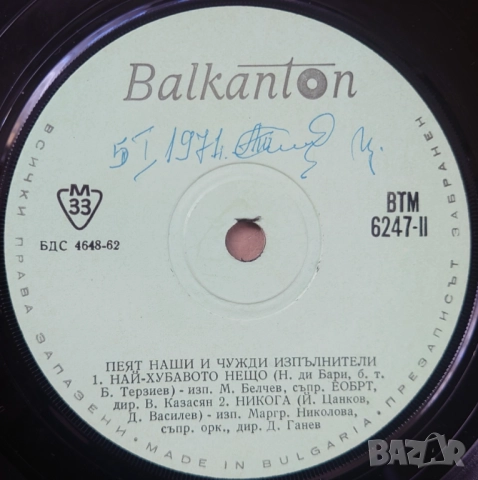 Balkanton
5 I 1971.
M
33
БДС 4648-62
ВТМ
6247-II
ПЕЯТ НАШИ И ЧУЖДИ ИЗПЪЛНИТЕЛИ
1. НАЙ-ХУБАВОТО НЕЩО (Н. ди Бари, б. т.
Б. Терзиев) - изп. М. Белчев, съпр. ЕОБРТ,
дир. В. Казасян 2. НИКОГА (Й. Цанков,
Д. Василев) - изп. Маргр. Николова,
съпр. орк., дир. Д. Ганев
ВСИЧКИ ПРАВА ЗАПАЗЕНИ • MADE IN BULGARIA • ПРЕЗАПИСЪТ ЗАБРАНЕН
BAZAR